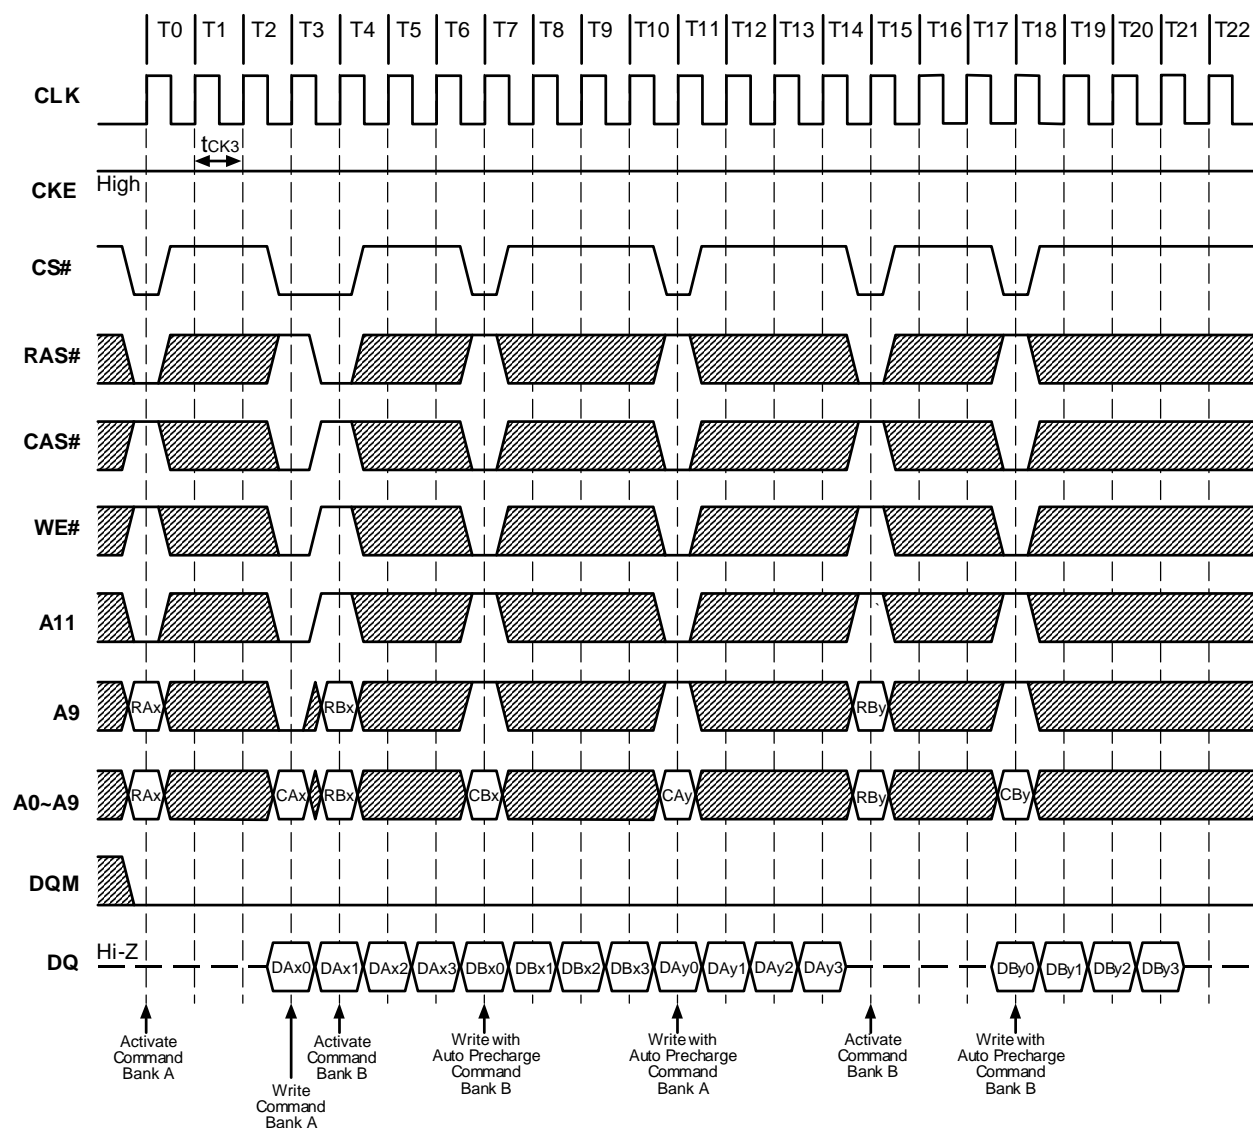 T0 T1 T2 T3 T4 T5 T6 T7 T8 T9 T10 T11 T12 T13 T14 T15 T16 T17 T18 T19 T20 T21 T22
CLK
tCK3
High
CKE
CS#
RAS#
CAS#
WE#
A11
A9 RAx RBx RBy
A0~A9 RAx CAx RBx CBx CAy RBy CBy
DQM
Hi-Z
DQ DAx0 DAx1 DAx2 DAx3 DBx0 DBx1 DBx2 DBx3 DAy0 DAy1 DAy2 DAy3 DBy0 DBy1 DBy2 DBy3
Activate
Command
Bank A
Write
Command
Bank A
Activate
Command
Bank B
Write with
Auto Precharge
Command
Bank B
Write with
Auto Precharge
Command
Bank A
Activate
Command
Bank B
Write with
Auto Precharge
Command
Bank B